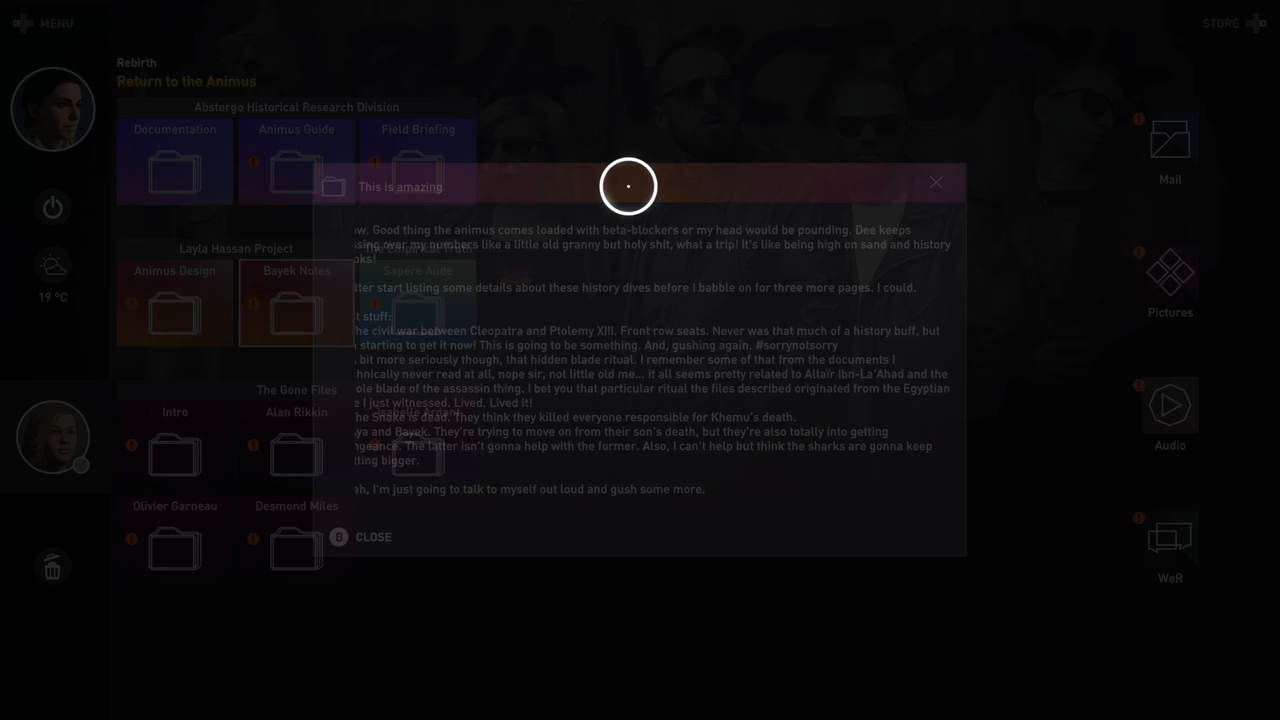 MENU
STORE
Rebirth
Return to the Animus
Abstergo Historical Research Division
Documentation
Animus Guide
Field Briefing
Mail
This is amazing
ow. Good thing the animus comes loaded with beta-blockers or my head would be pounding. Dee keeps
sing over my numbers like a little old granny but holy shit, what a trip! It's like being high on sand and history
oks!
Layla Hassan Project
The Empirical Truth
Animus Design
Bayek Notes
Sapere Aude
tter start listing some details about these history dives before I babble on for three more pages. I could.
19 °C
Pictures
t stuff:
he civil war between Cleopatra and Ptolemy XIII. Front row seats. Never was that much of a history buff, but
starting to get it now! This is going to be something. And, gushing again. #sorrynotsorry
bit more seriously though, that hidden blade ritual. I remember some of that from the documents I
hnically never read at all, nope sir, not little old me... it all seems pretty related to Altaïr Ibn-La'Ahad and the
ole blade of the assassin thing. I bet you that particular ritual the files described originated from the Egyptian
e I just witnessed. Lived. Lived it!
he Snake is dead. They think they killed everyone responsible for Khemu's death.
ya and Bayek. They're trying to move on from their son's death, but they're also totally into getting
ngeance. The latter isn't gonna help with the former. Also, I can't help but think the sharks are gonna keep
tting bigger.
The Gone Files
Intro
Alan Rikkin
Isabelle Ardant
Audio
ah, I'm just going to talk to myself out loud and gush some more.
Olivier Garneau
Desmond Miles
B CLOSE
WeR